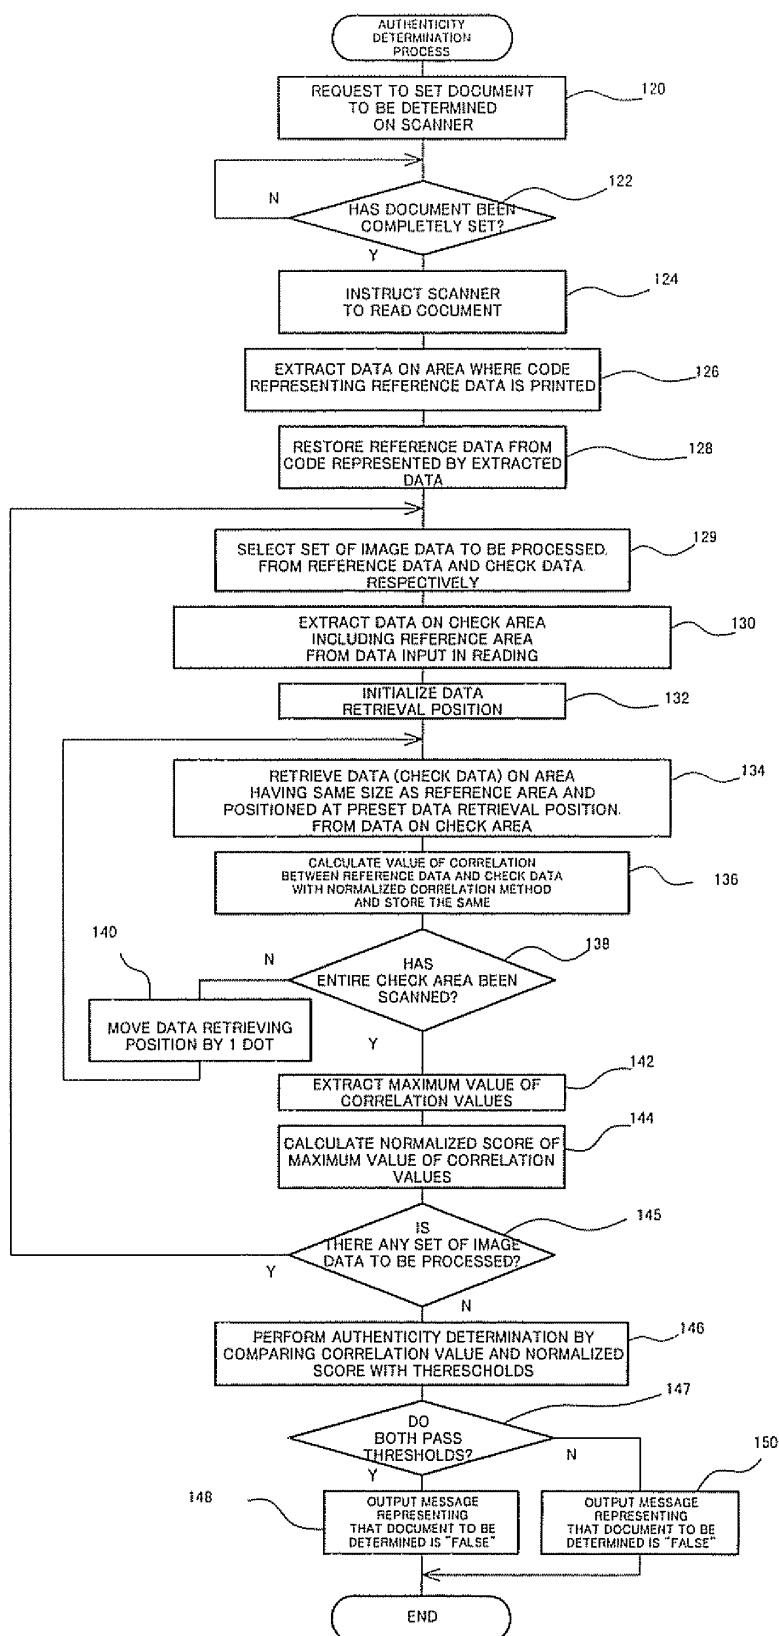 AUTHENTICITY
DETERMINATION
PROCESS
REQUEST TO SET DOCUMENT
TO BE DETERMINED
ON SCANNER
120
N
HAS DOCUMENT BEEN
COMPLETELY SET?
122
Y
INSTRUCT SCANNER
TO READ COCUMENT
124
EXTRACT DATA ON AREA WHERE CODE
REPRESENTING REFERENCE DATA IS PRINTED
126
RESTORE REFERENCE DATA FROM
CODE REPRESENTED BY EXTRACTED
DATA
128
SELECT SET OF IMAGE DATA TO BE PROCESSED,
FROM REFERENCE DATA AND CHECK DATA
RESPECTIVELY
129
EXTRACT DATA ON CHECK AREA
INCLUDING REFERENCE AREA
FROM DATA INPUT IN READING
130
INITIALIZE DATA
RETRIEVAL POSITION
132
RETRIEVE DATA (CHECK DATA) ON AREA
HAVING SAME SIZE AS REFERENCE AREA AND
POSITIONED AT PRESET DATA RETRIEVAL POSITION,
FROM DATA ON CHECK AREA
134
CALCULATE VALUE OF CORRELATION
BETWEEN REFERENCE DATA AND CHECK DATA
WITH NORMALIZED CORRELATION METHOD
AND STORE THE SAME
136
140
N
HAS
ENTIRE CHECK AREA BEEN
SCANNED?
138
MOVE DATA RETRIEVING
POSITION BY 1 DOT
Y
EXTRACT MAXIMUM VALUE OF
CORRELATION VALUES
142
CALCULATE NORMALIZED SCORE OF
MAXIMUM VALUE OF CORRELATION
VALUES
144
IS
THERE ANY SET OF IMAGE
DATA TO BE PROCESSED?
145
Y
N
PERFORM AUTHENTICITY DETERMINATION BY
COMPARING CORRELATION VALUE AND NORMALIZED
SCORE WITH THERESCHOLDS
146
DO
BOTH PASS
THRESHOLDS?
147
Y
N
148
OUTPUT MESSAGE
REPRESENTING
THAT DOCUMENT TO BE
DETERMINED IS "FALSE"
150
OUTPUT MESSAGE
REPRESENTING
THAT DOCUMENT TO BE
DETERMINED IS "FALSE"
END